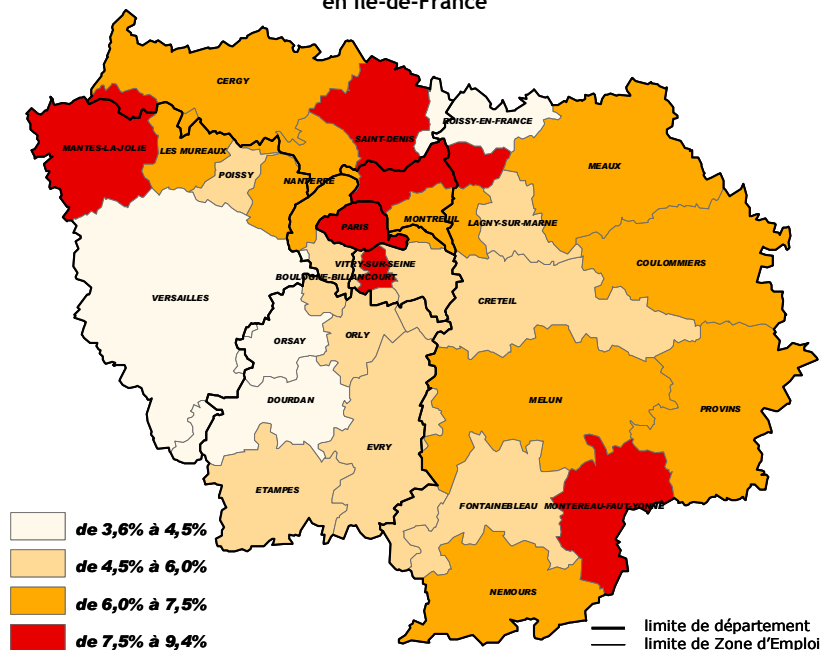 en Ile-de-France
CERGY
MANTES-LA-JOLIE
LES MUREAUX
POISSY
SAINT-DENIS
ROISSY-EN-FRANCE
NANTERRE
MEAUX
PARIS
MONTREUIL
LAGNY-SUR-MARNE
VITRY-SUR-SEINE
BOULOGNE-BILLANCOURT
COULOMMIERS
VERSAILLES
CRETEIL
ORSAY
ORLY
DOURDAN
MELUN
PROVINS
EVRY
ETAMPES
FONTAINEBLEAU
MONTEREAU-FAUT-YONNE
NEMOURS
de 3,6% à 4,5%
de 4,5% à 6,0%
de 6,0% à 7,5%
de 7,5% à 9,4%
limite de département
limite de Zone d'Emploi